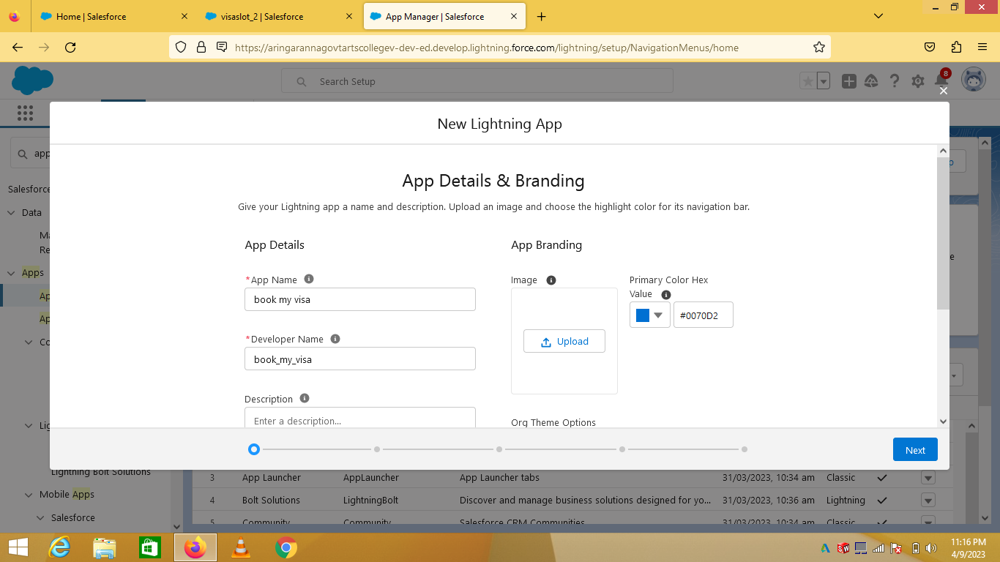 Home | Salesforce
visaslot_2 | Salesforce
App Manager | Salesforce
https://aringarannagovtartscollegev-dev-ed.develop.lightning.force.com/lightning/setup/NavigationMenus/home
Search Setup
8
New Lightning App
app
App Details & Branding
Salesforce
Give your Lightning app a name and description. Upload an image and choose the highlight color for its navigation bar.
Data
App Details
App Branding
Apps
*App Name
Image
Primary Color Hex
Value
book my visa
#0070D2
Upload
*Developer Name
book_my_visa
Description
Enter a description...
Org Theme Options
Next
Lightning Bolt Solutions
3 App Launcher AppLauncher App Launcher tabs 31/03/2023, 10:34 am Classic
Mobile Apps
4 Bolt Solutions LightningBolt Discover and manage business solutions designed for yo... 31/03/2023, 10:36 am Lightning
Salesforce
5 Community Community Salesforce CRM Communities 31/03/2023, 10:34 am Classic
11:16 PM
4/9/2023